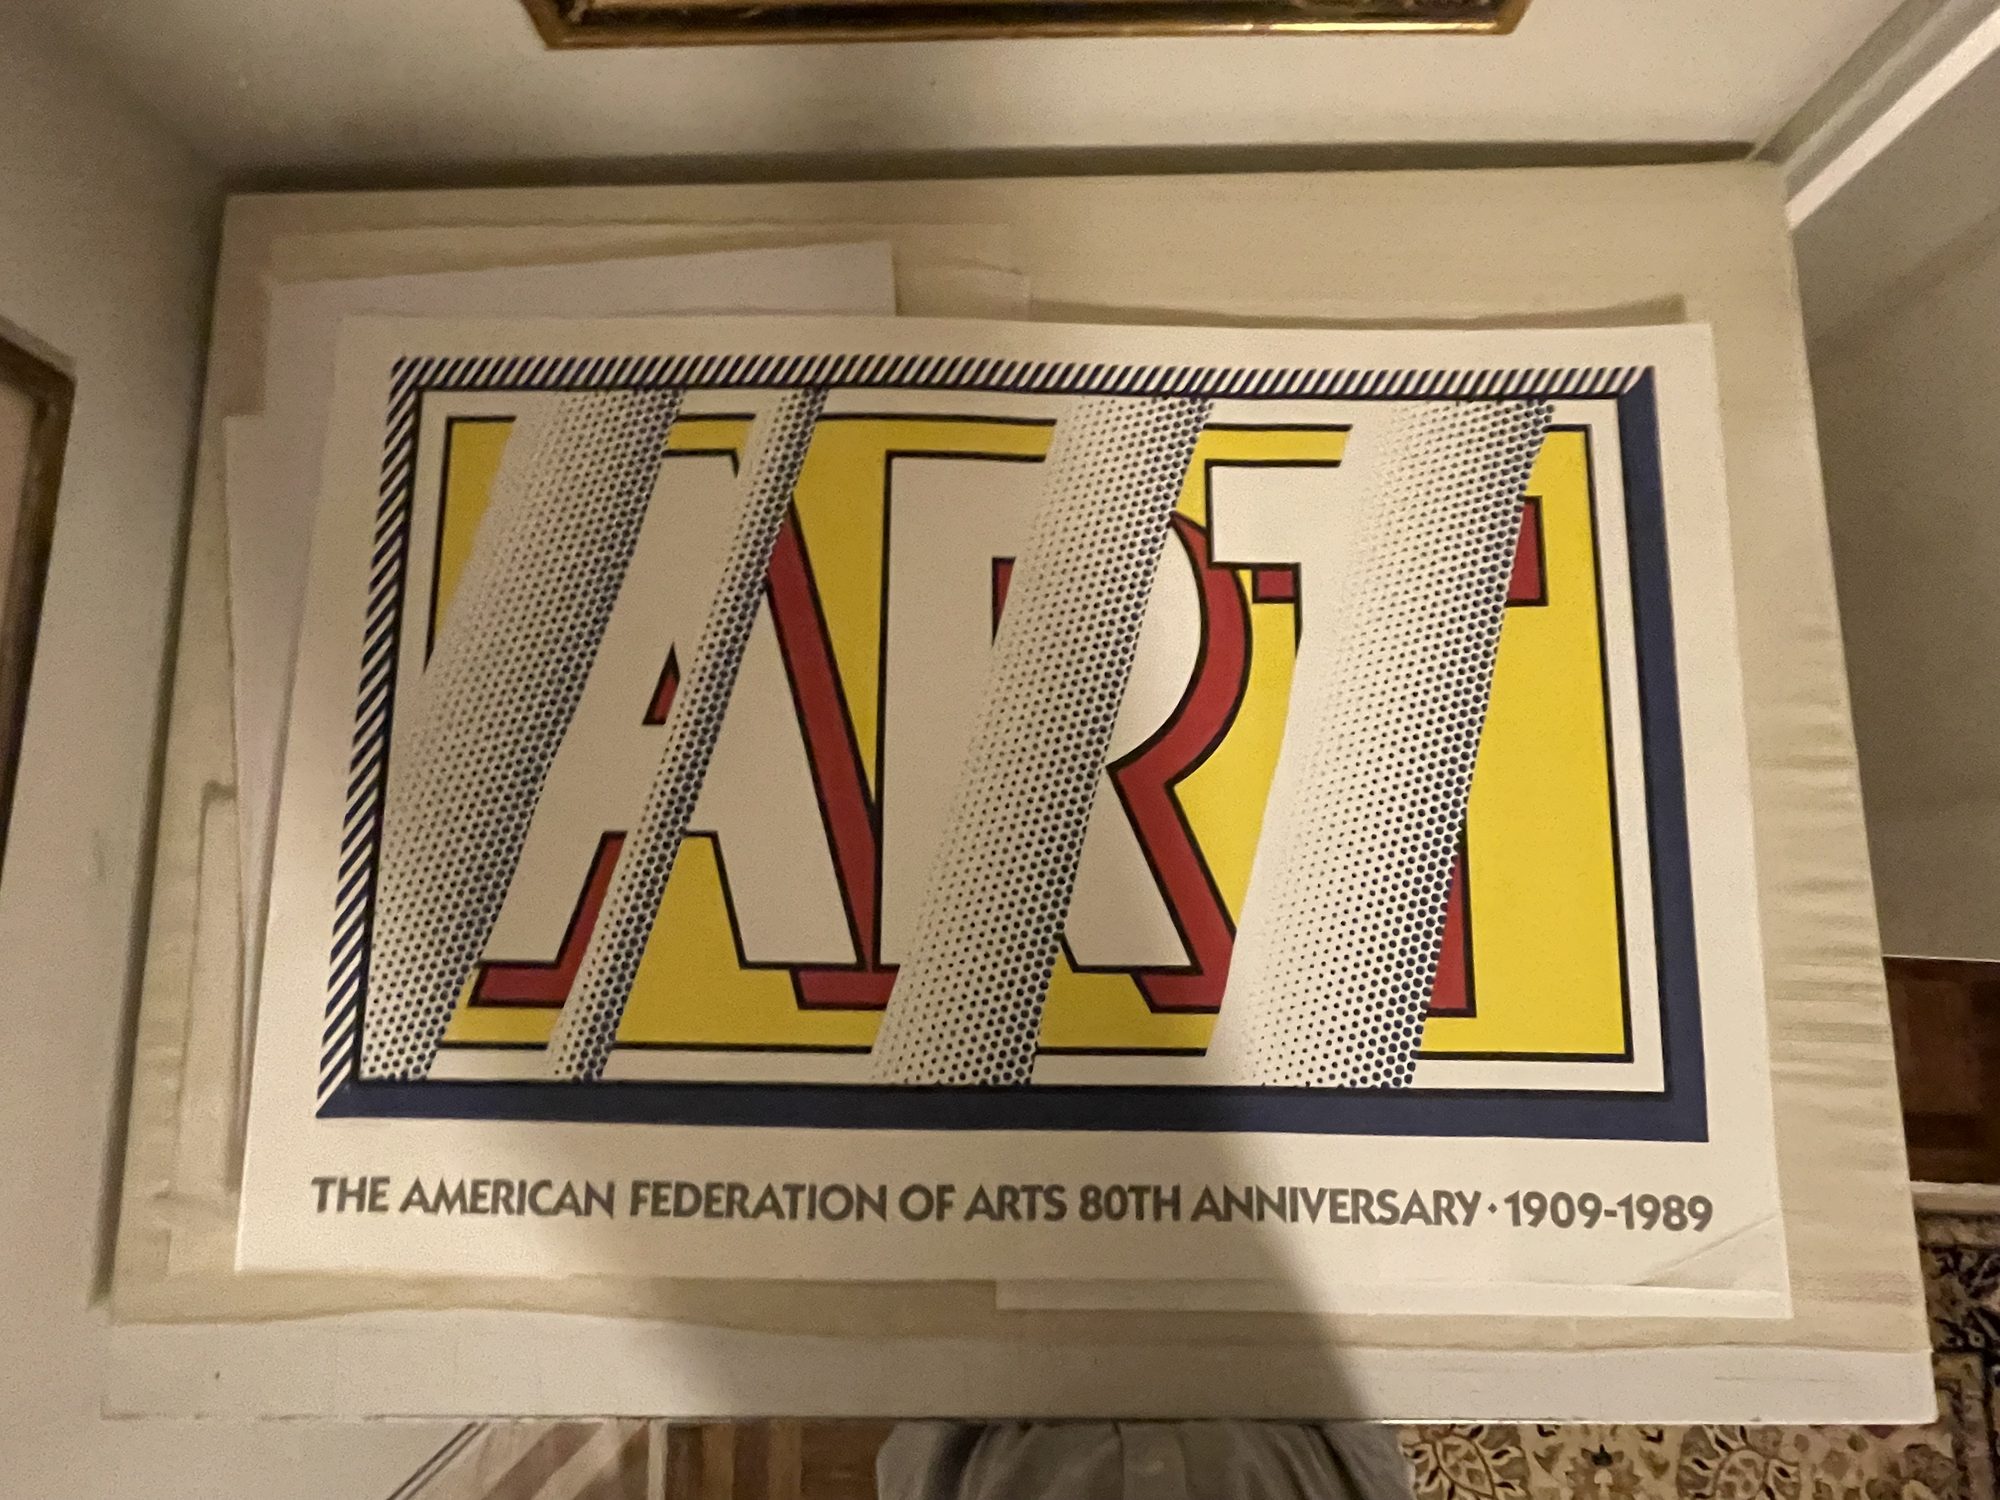 ART
THE AMERICAN FEDERATION OF ARTS 80TH ANNIVERSARY · 1909-1989